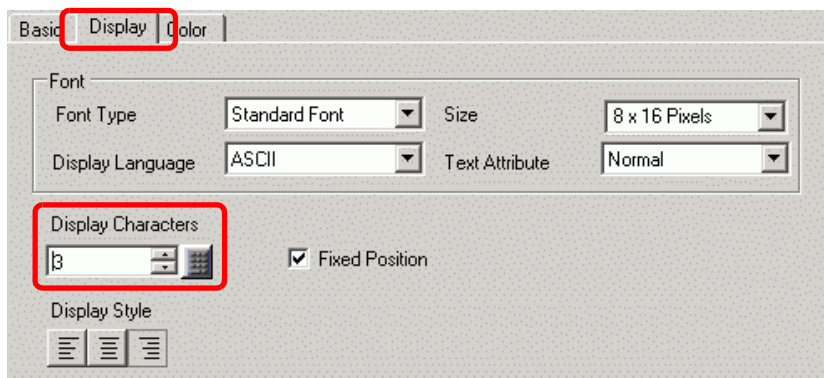 Basic Display Color
Font
Font Type Standard Font Size 8 x 16 Pixels
Display Language ASCII Text Attribute Normal
Display Characters
3 Fixed Position
Display Style